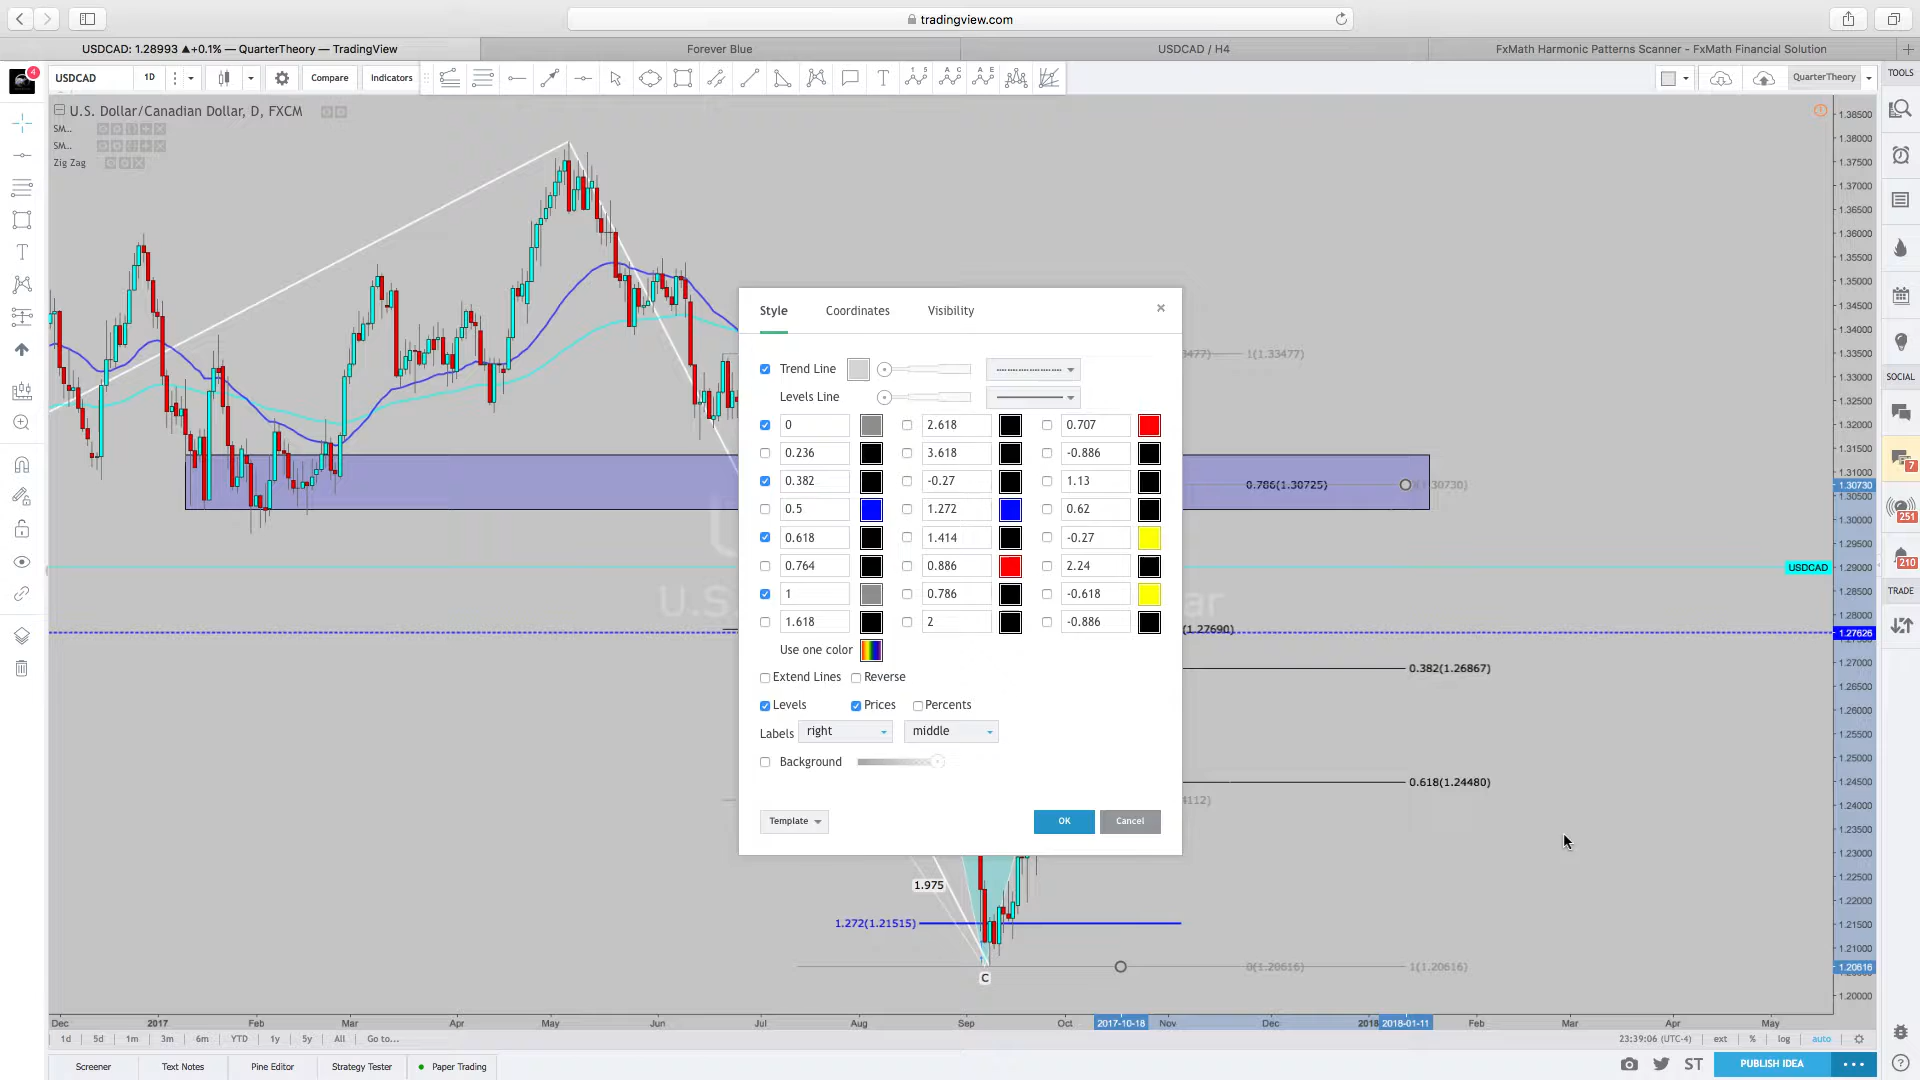 tradingview.com
USDCAD: 1.28993 ▲+0.1% — QuarterTheory — TradingView
Forever Blue
USDCAD / H4
FxMath Harmonic Patterns Scanner - FxMath Financial Solution
4
USDCAD
1D
Compare
Indicators
QuarterTheory
TOOLS
U.S. Dollar/Canadian Dollar, D, FXCM
SM...
SM...
Zig Zag
1.38500
1.38000
1.37500
1.37000
1.36500
1.36000
1.35500
1.35000
1.34500
1.34000
1.33500
1.33000
1.32500
1.32000
1.31500
1.31000
1.30730
1.30500
1.30000
1.29500
1.29000
1.28500
1.28000
1.27626
1.27000
1.26500
1.26000
1.25500
1.25000
1.24500
1.24000
1.23500
1.23000
1.22500
1.22000
1.21500
1.21000
1.20616
1.20000
SOCIAL
7
251
210
TRADE
Style
Coordinates
Visibility
Trend Line
Levels Line
0
2.618
0.707
0.236
3.618
-0.886
0.382
-0.27
1.13
0.5
1.272
0.62
0.618
1.414
-0.27
0.764
0.886
2.24
1
0.786
-0.618
1.618
2
-0.886
Use one color
Extend Lines
Reverse
Levels
Prices
Percents
Labels
right
middle
Background
Template
OK
Cancel
1(1.33477)
0.786(1.30725)
USDCAD
(1.27690)
0.382(1.26867)
0.618(1.24480)
1.975
1.272(1.21515)
0(1.20616)
1(1.20616)
C
Dec
2017
Feb
Mar
Apr
May
Jun
Jul
Aug
Sep
Oct
2017-10-18
Nov
Dec
2018
2018-01-11
Feb
Mar
Apr
May
1d
5d
1m
3m
6m
YTD
1y
5y
All
Go to...
23:39:06 (UTC-4)
ext
%
log
auto
Screener
Text Notes
Pine Editor
Strategy Tester
Paper Trading
ST
PUBLISH IDEA